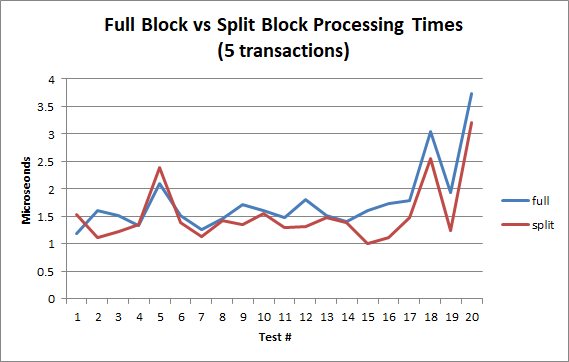 Full Block vs Split Block Processing Times
(5 transactions)
4
3.5
3
2.5
2
1.5
1
0.5
0
Microseconds
1 2 3 4 5 6 7 8 9 10 11 12 13 14 15 16 17 18 19 20
Test #
full
split